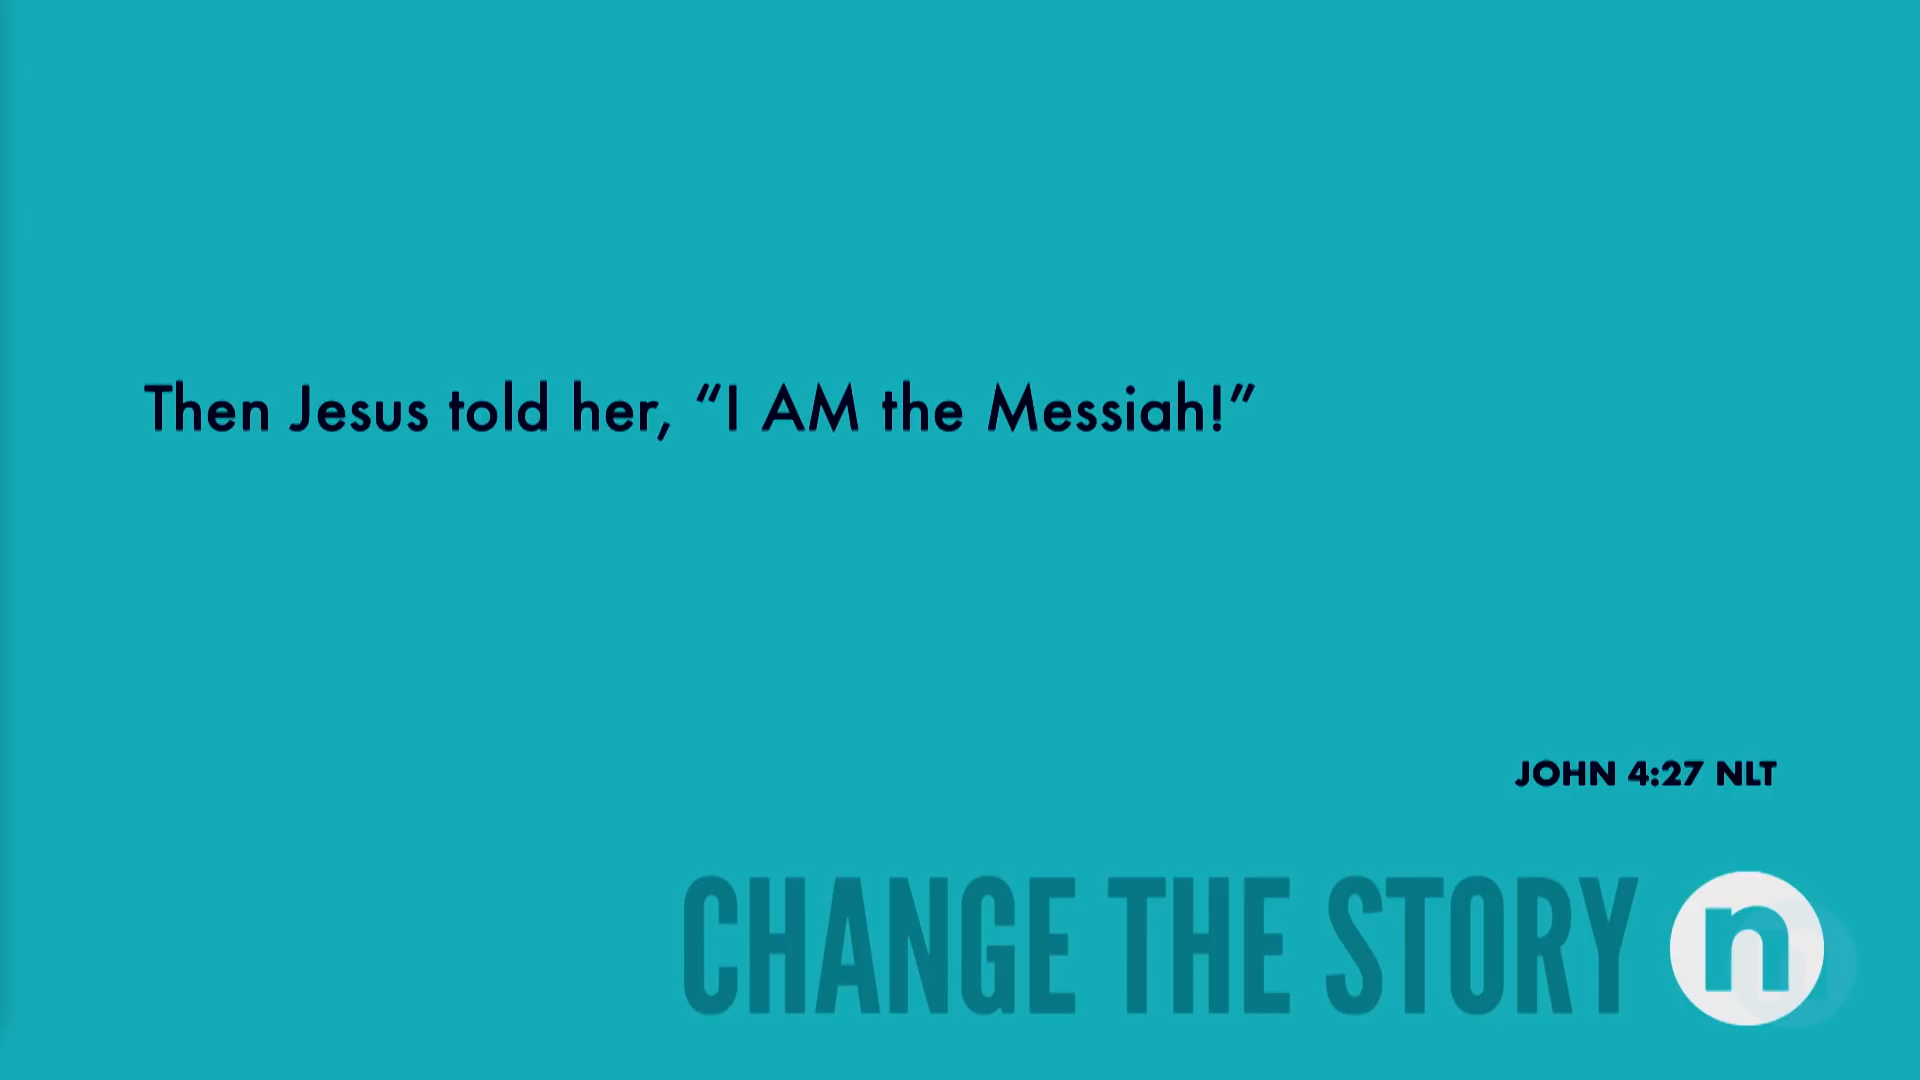 Then Jesus told her, “I AM the Messiah!”
JOHN 4:27 NLT
CHANGE THE STORY
n